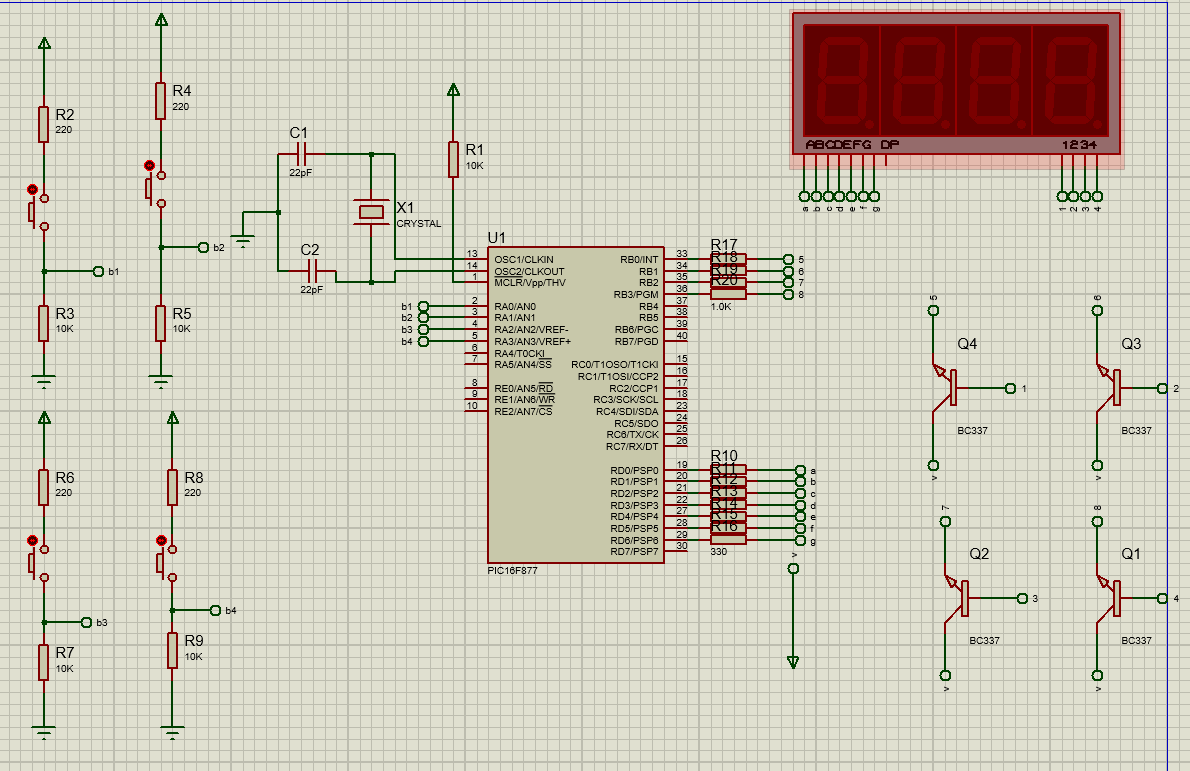 R2
220
R4
220
b2
b1
R3
10K
R5
10K
R6
220
R8
220
b3
b4
R7
10K
R9
10K
C1
22pF
X1
CRYSTAL
C2
22pF
R1
10K
U1
13 OSC1/CLKIN
14 OSC2/CLKOUT
1 MCLR/Vpp/THV
b1 2 RA0/AN0
b2 3 RA1/AN1
b3 4 RA2/AN2/VREF-
b4 5 RA3/AN3/VREF+
6 RA4/T0CKI
7 RA5/AN4/SS
8 RE0/AN5/RD
9 RE1/AN6/WR
10 RE2/AN7/CS
RB0/INT 33
RB1 34
RB2 35
RB3/PGM 36
RB4 37
RB5 38
RB6/PGC 39
RB7/PGD 40
RC0/T1OSO/T1CKI 15
RC1/T1OSI/CCP2 16
RC2/CCP1 17
RC3/SCK/SCL 18
RC4/SDI/SDA 23
RC5/SDO 24
RC6/TX/CK 25
RC7/RX/DT 26
RD0/PSP0 19
RD1/PSP1 20
RD2/PSP2 21
RD3/PSP3 22
RD4/PSP4 27
RD5/PSP5 28
RD6/PSP6 29
RD7/PSP7 30
PIC16F877
R17
R18 5
R19 6
R20 7
8
1.0K
R10
R11 a
R12 b
R13 c
R14 d
R15 e
R16 f
g
330
v
ABCDEFG DP 1234
a b c d e f g 1 2 3 4
5
Q4
1
BC337
v
6
Q3
2
BC337
v
7
Q2
3
BC337
v
8
Q1
4
BC337
v